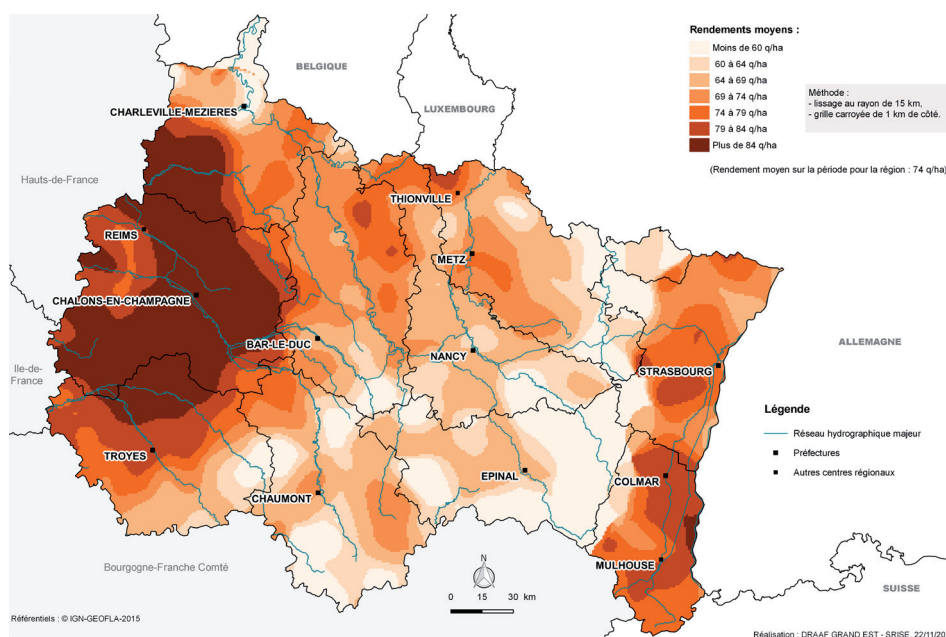 Rendements moyens :
Moins de 60 q/ha
60 à 64 q/ha
64 à 69 q/ha
69 à 74 q/ha
74 à 79 q/ha
79 à 84 q/ha
Plus de 84 q/ha
Méthode :
- lissage au rayon de 15 km,
- grille carroyée de 1 km de côté.
(Rendement moyen sur la période pour la région : 74 q/ha)
BELGIQUE
LUXEMBOURG
CHARLEVILLE-MEZIERES
Hauts-de-France
THIONVILLE
REIMS
METZ
CHALONS-EN-CHAMPAGNE
BAR-LE-DUC
NANCY
ALLEMAGNE
STRASBOURG
Ile-de-
France
Légende
Réseau hydrographique majeur
Préfectures
Autres centres régionaux
TROYES
CHAUMONT
EPINAL
COLMAR
Bourgogne-Franche Comté
MULHOUSE
SUISSE
N
0 15 30 km
Référentiels : © IGN-GEOFLA-2015
Réalisation : DRAAF GRAND EST - SRISE, 22/11/20